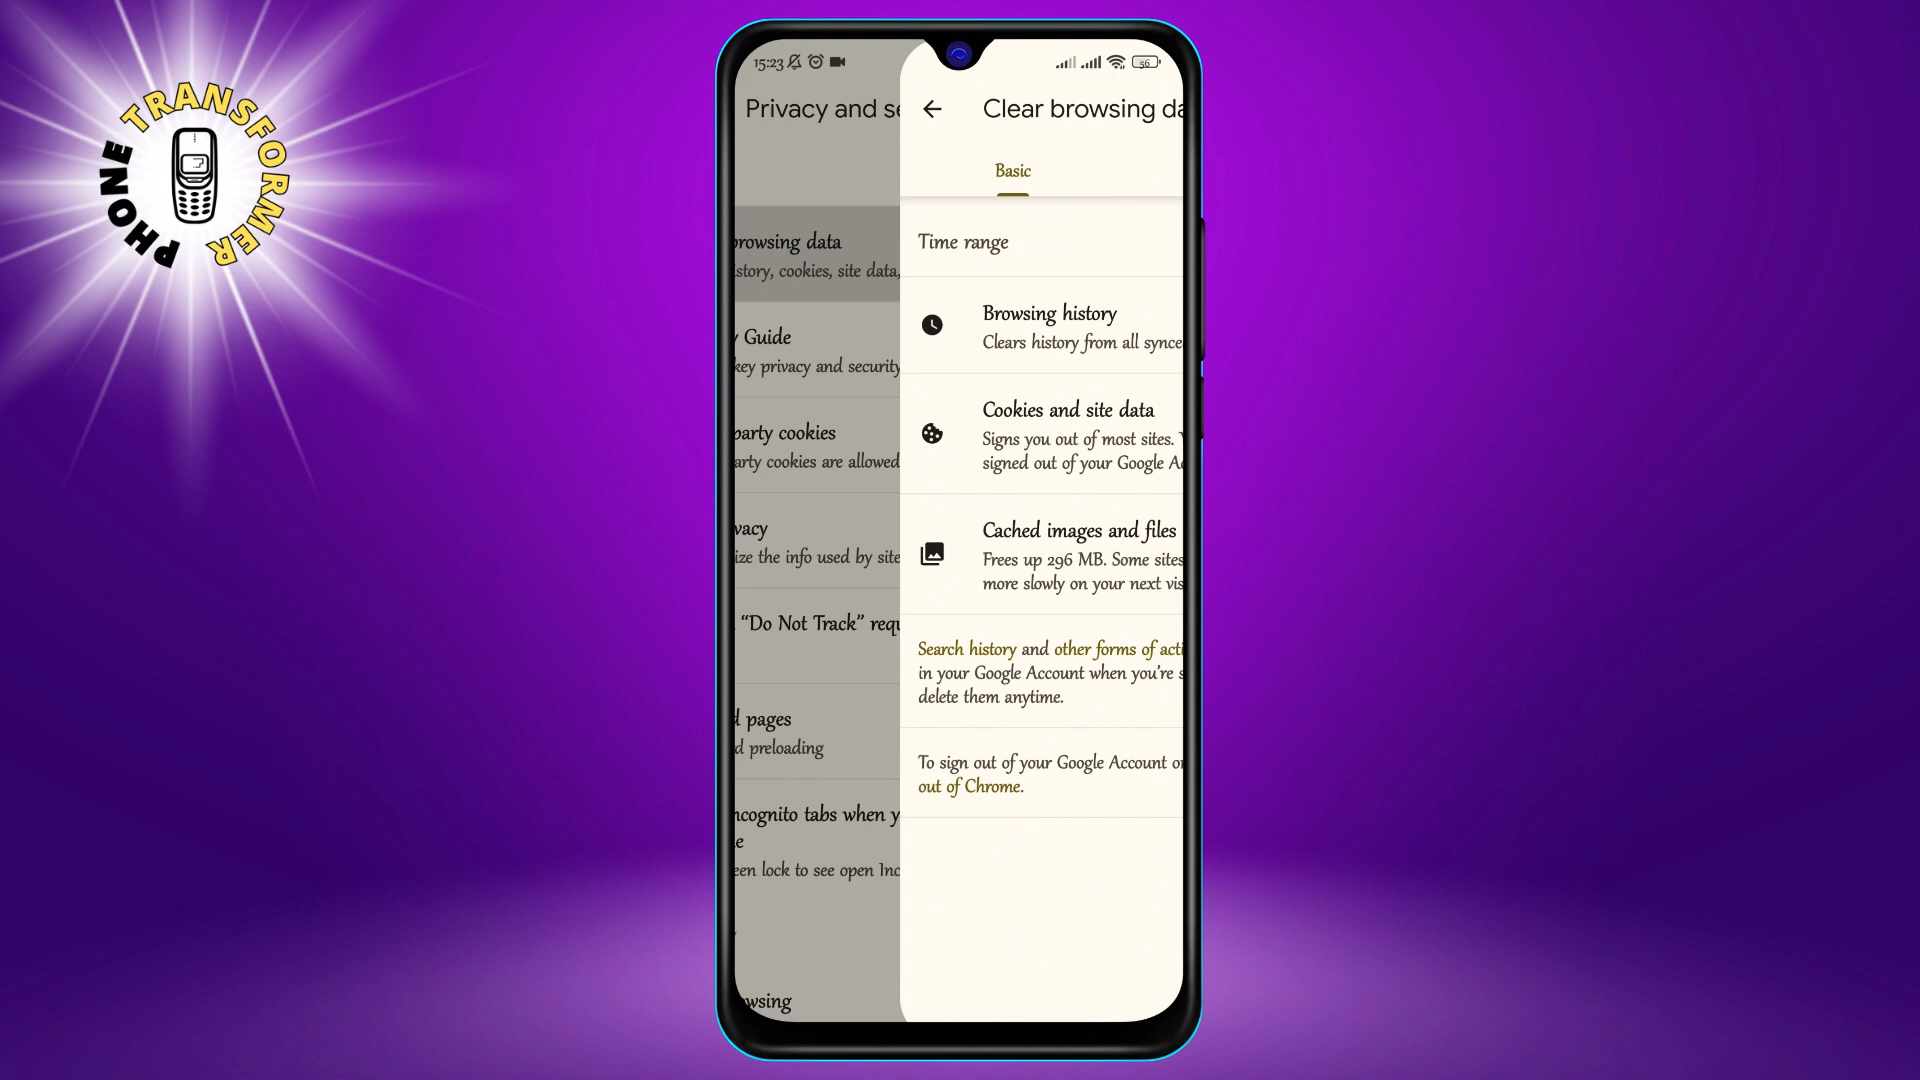 PHONE TRANSFORMER
15:23
56
Privacy and se
browsing data
istory, cookies, site data,
y Guide
key privacy and security
party cookies
arty cookies are allowed
vacy
ize the info used by site
“Do Not Track” requ
d pages
d preloading
ncognito tabs when y
e
een lock to see open Inc
wsing
Clear browsing da
Basic
Time range
Browsing history
Clears history from all synce
Cookies and site data
Signs you out of most sites. Y
signed out of your Google Ac
Cached images and files
Frees up 296 MB. Some sites
more slowly on your next vis
Search history and other forms of acti
in your Google Account when you’re s
delete them anytime.
To sign out of your Google Account on
out of Chrome.